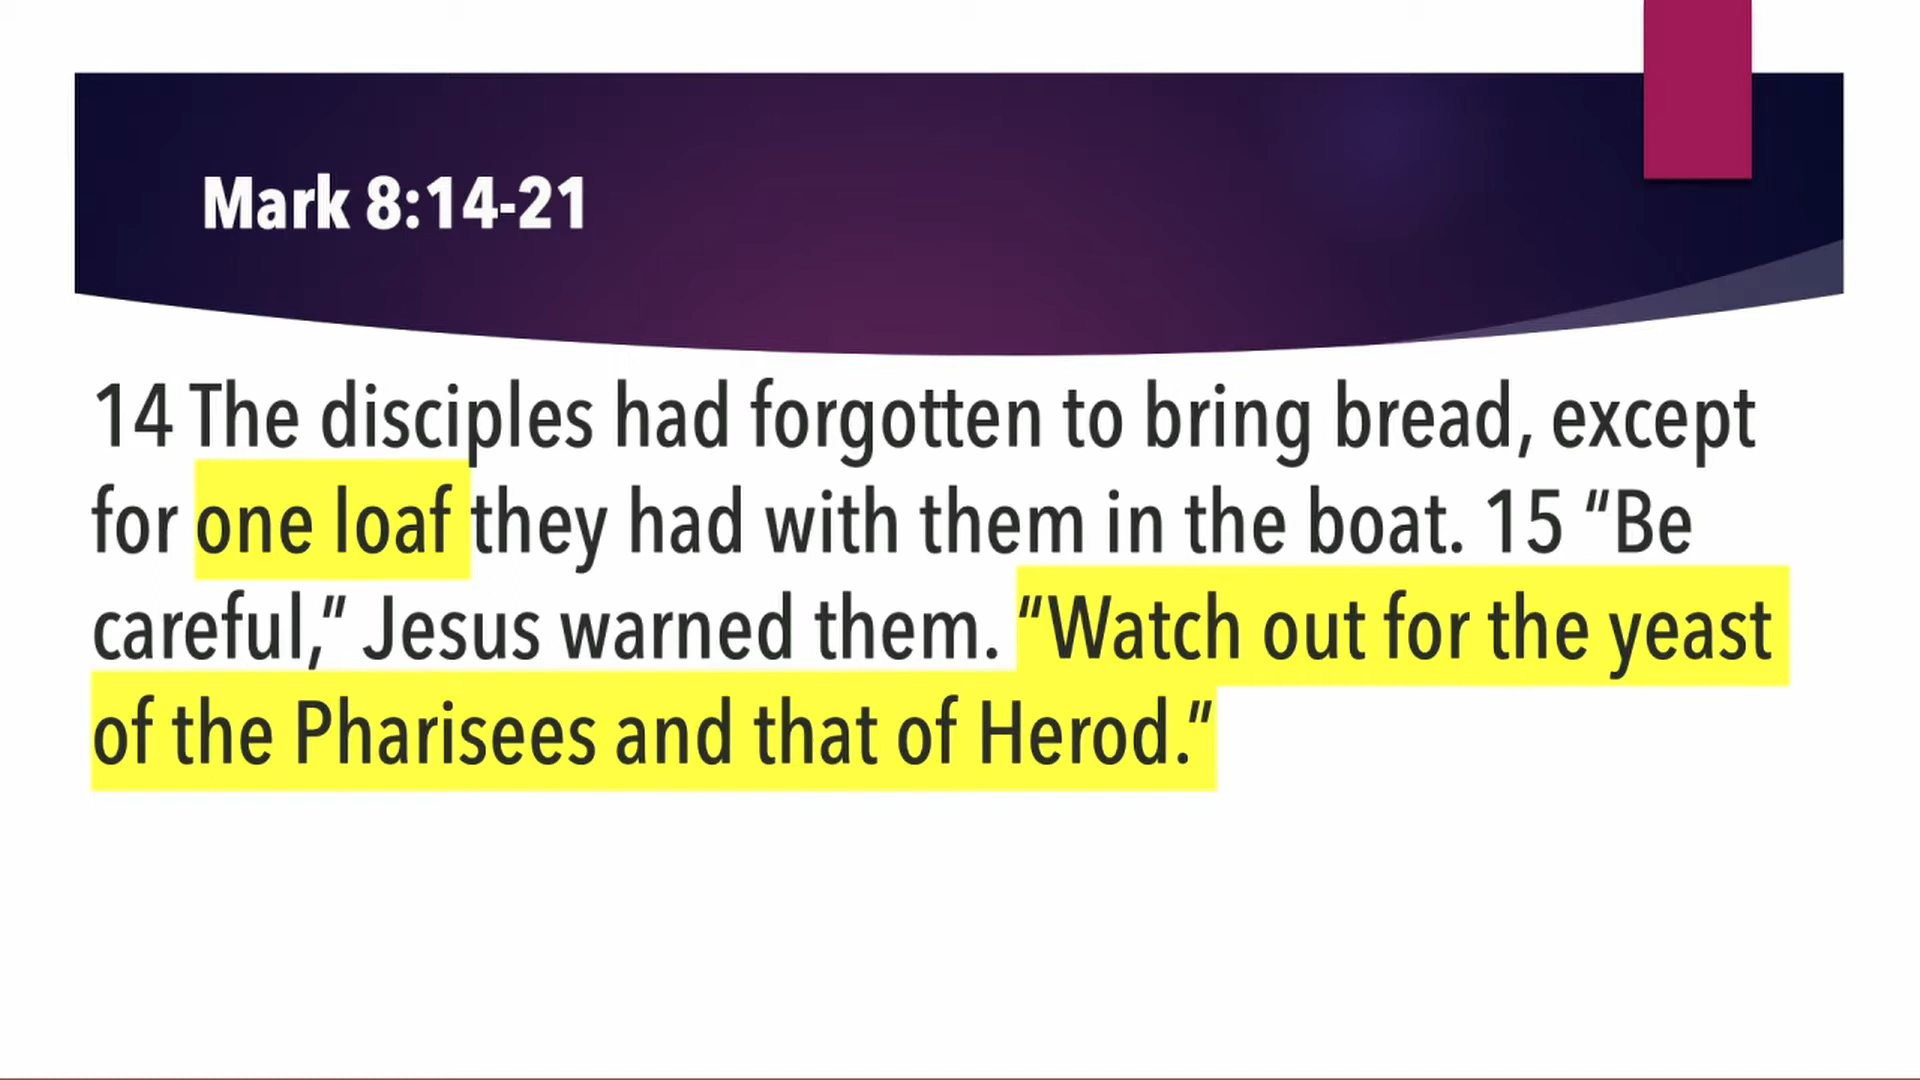 Mark 8:14-21
14 The disciples had forgotten to bring bread, except
for one loaf they had with them in the boat. 15 “Be
careful,” Jesus warned them. “Watch out for the yeast
of the Pharisees and that of Herod.”